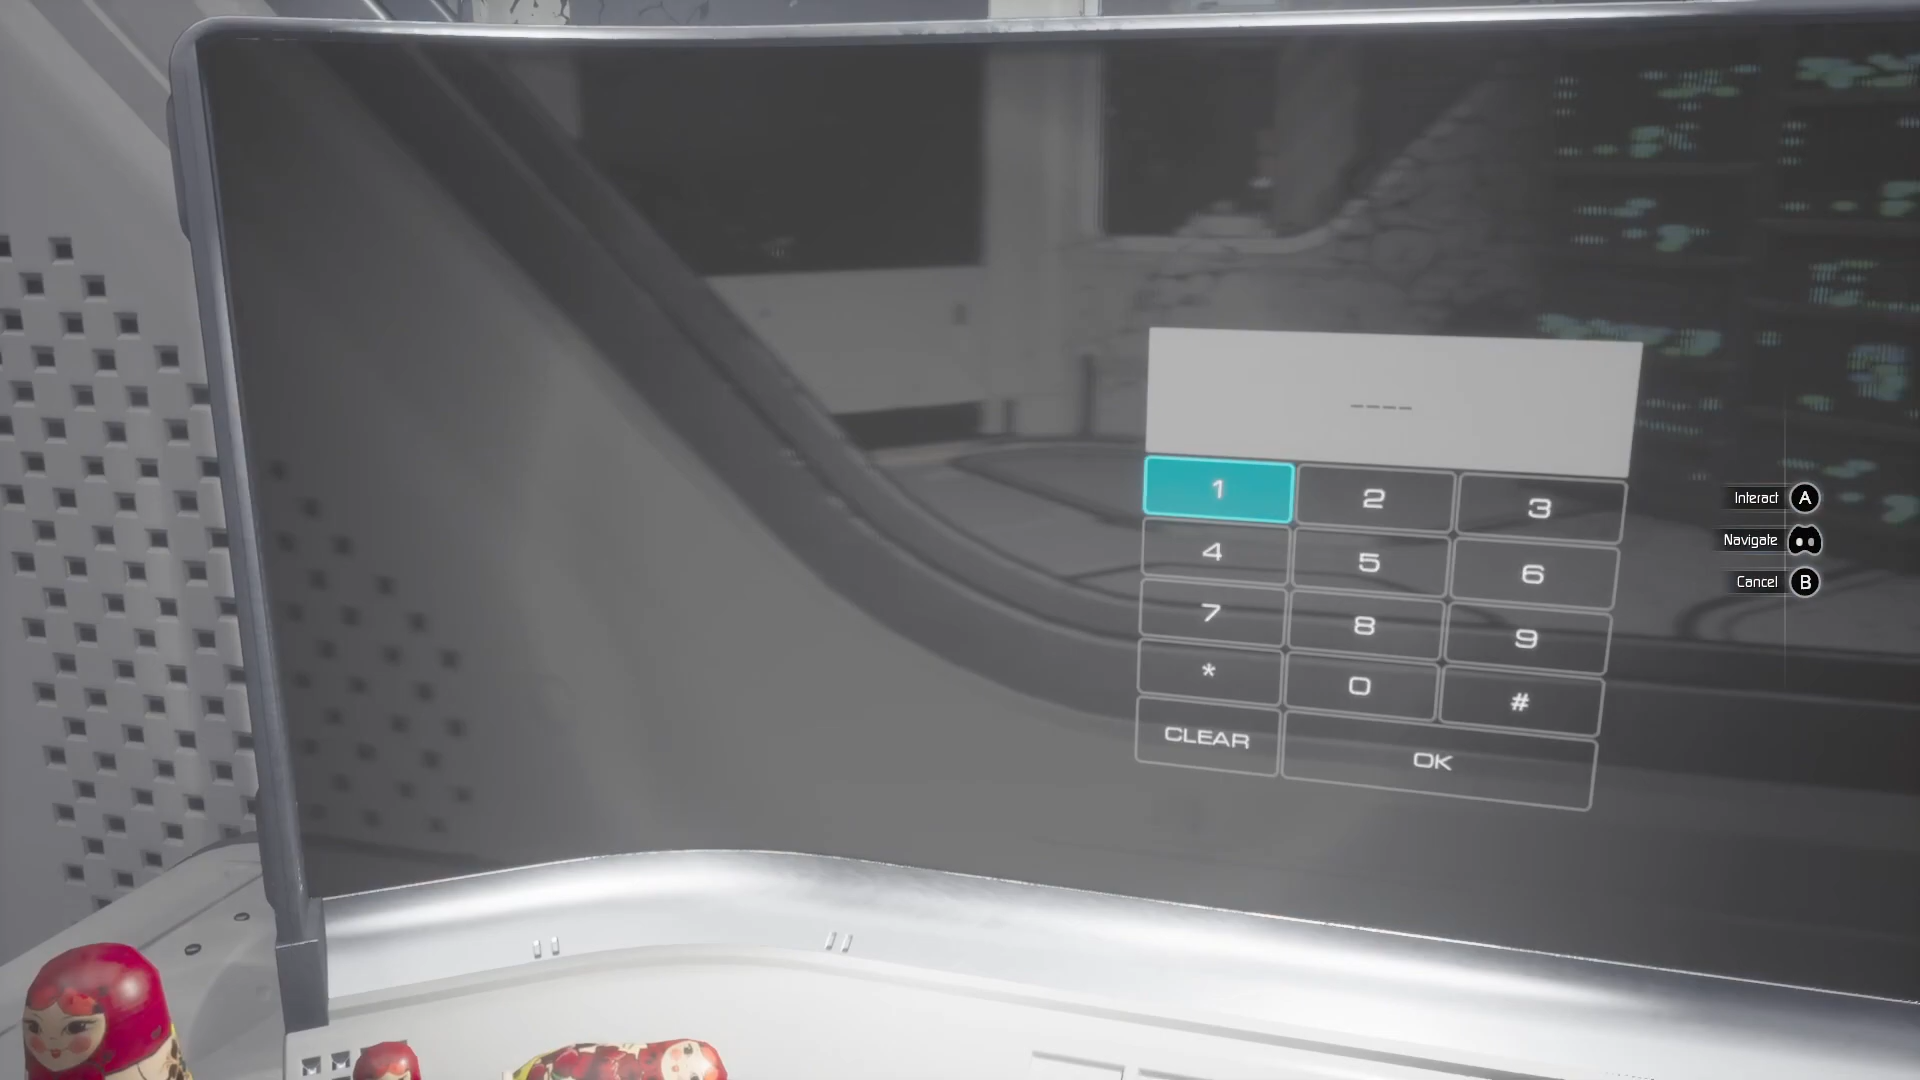 ----
1 2 3
4 5 6
7 8 9
* 0 #
CLEAR OK
Interact A
Navigate
Cancel B